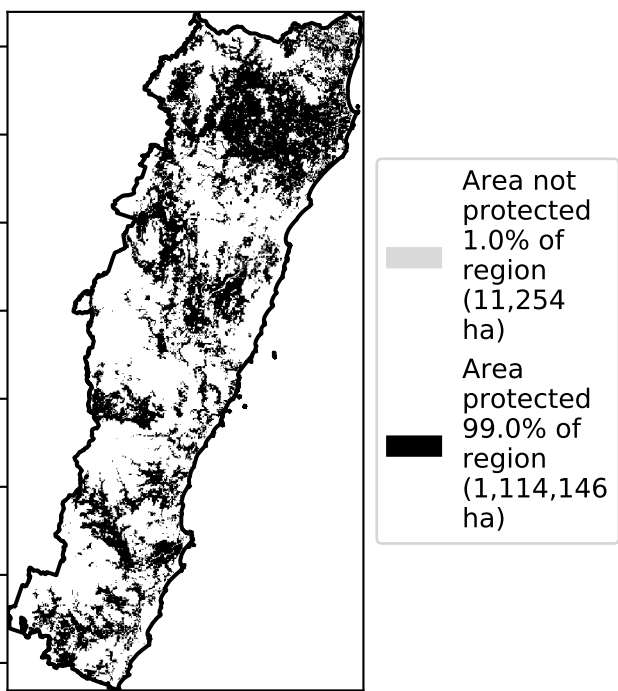 Area not
protected
1.0% of
region
(11,254
ha)
Area
protected
99.0% of
region
(1,114,146
ha)